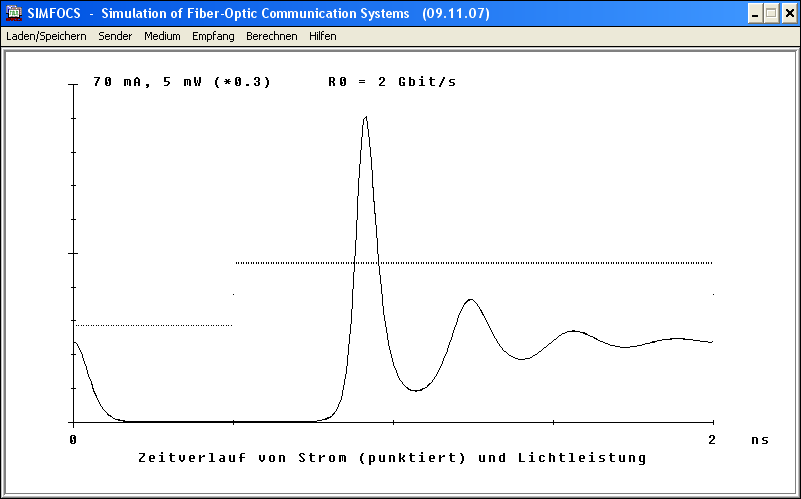 SIMFOCS - Simulation of Fiber-Optic Communication Systems (09.11.07)
Laden/Speichern Sender Medium Empfang Berechnen Hilfen
70 mA, 5 mW (*0.3) R0 = 2 Gbit/s
0 2 ns
Zeitverlauf von Strom (punktiert) und Lichtleistung